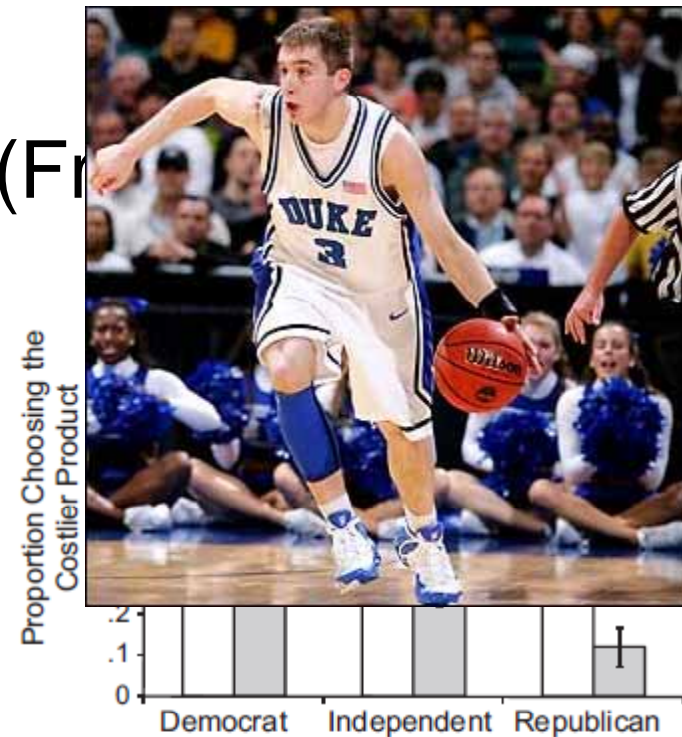 (Fr
DUKE
3
Wilson
Proportion Choosing the
Costlier Product
.2
.1
0
Democrat Independent Republican